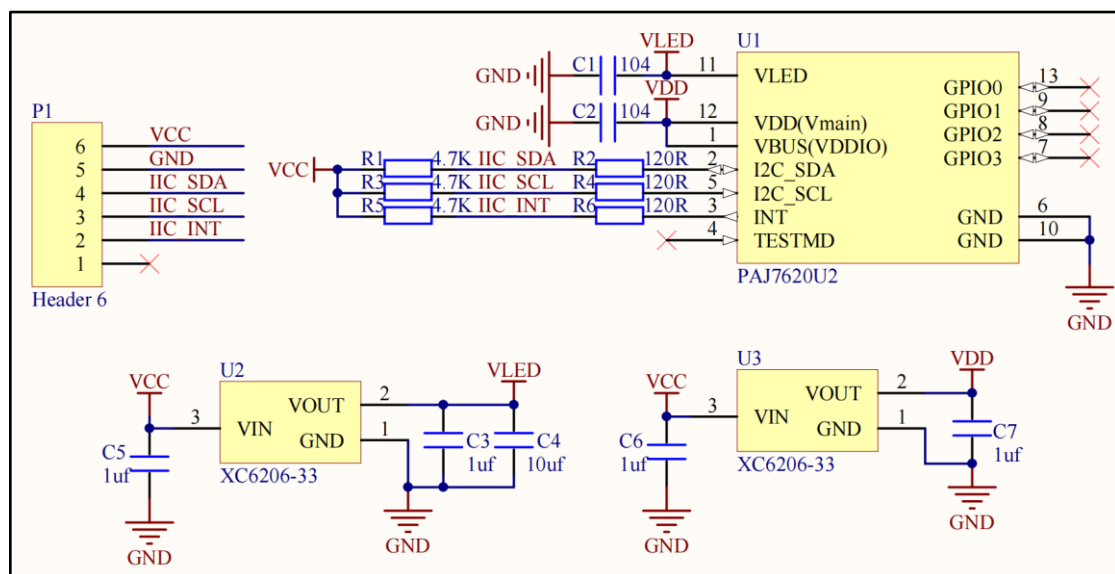 P1
6 VCC
5 GND
4 IIC_SDA
3 IIC_SCL
2 IIC_INT
1
Header 6
VLED
GND C1 104 11
VDD
GND C2 104 12
1
VCC R1 4.7K IIC_SDA R2 120R 2
R3 4.7K IIC_SCL R4 120R 5
R5 4.7K IIC_INT R6 120R 3
4
U1
VLED GPIO0 13
GPIO1 9
VDD(Vmain) GPIO2 8
VBUS(VDDIO) GPIO3 7
I2C_SDA
I2C_SCL
INT GND 6
TESTMD GND 10
PAJ7620U2
GND
VCC U2 VLED
3 VIN VOUT 2
GND 1
C5 1uf
C3 1uf
C4 10uf
XC6206-33
GND GND
VCC U3 VDD
3 VIN VOUT 2
GND 1
C6 1uf
C7 1uf
XC6206-33
GND GND